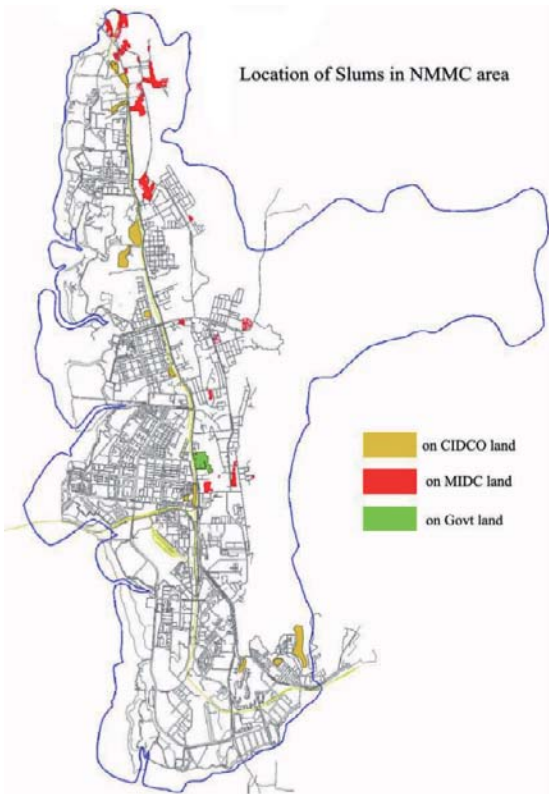 Location of Slums in NMMC area
on CIDCO land
on MIDC land
on Govt land